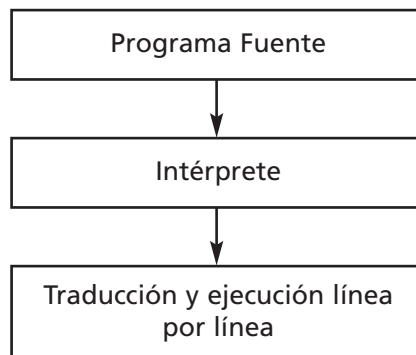 Programa Fuente
Intérprete
Traducción y ejecución línea
por línea